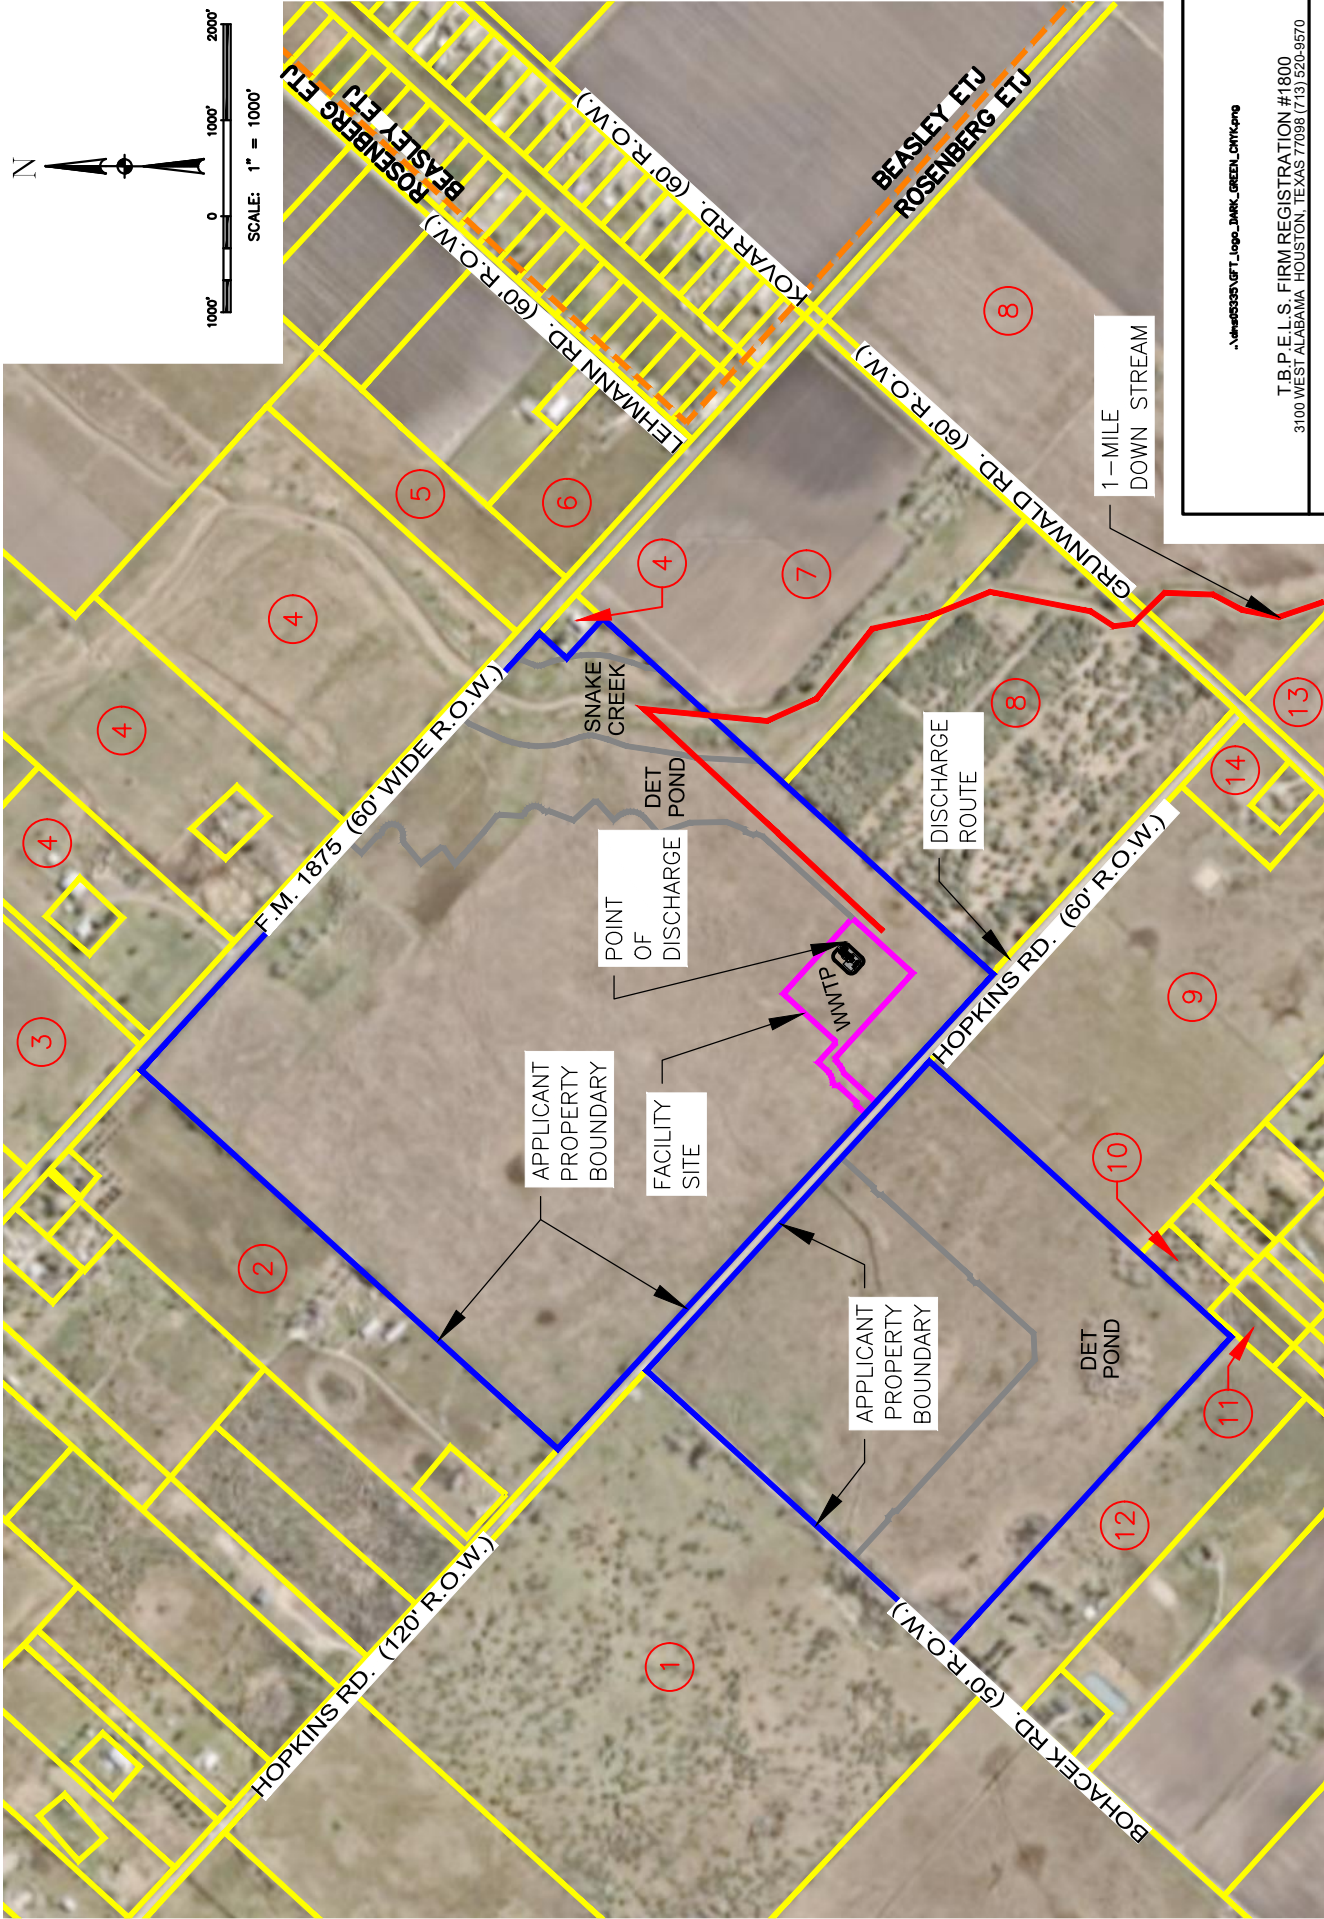 N
1000' 0 1000' 2000'
SCALE: 1" = 1000'
ROSENBERG ETJ
BEASLEY ETJ
LEHMANN RD. (60' R.O.W.)
KOVAR RD. (60' R.O.W.)
BEASLEY ETJ
ROSENBERG ETJ
GRUNWALD RD. (60' R.O.W.)
F.M. 1875 (60' WIDE R.O.W.)
HOPKINS RD. (120' R.O.W.)
HOPKINS RD. (60' R.O.W.)
BOHACEK RD. (50' R.O.W.)
3
4
4
4
5
6
4
7
8
8
2
1
9
10
11
12
13
14
SNAKE
CREEK
DET
POND
POINT
OF
DISCHARGE
WWTP
FACILITY
SITE
APPLICANT
PROPERTY
BOUNDARY
APPLICANT
PROPERTY
BOUNDARY
DET
POND
DISCHARGE
ROUTE
1-MILE
DOWN STREAM
..\dms05335\GFT_Logo_DARK_GREEN_CMYK.png
T.B.P.E.L.S. FIRM REGISTRATION #1800
3100 WEST ALABAMA HOUSTON, TEXAS 77098 (713) 520-9570